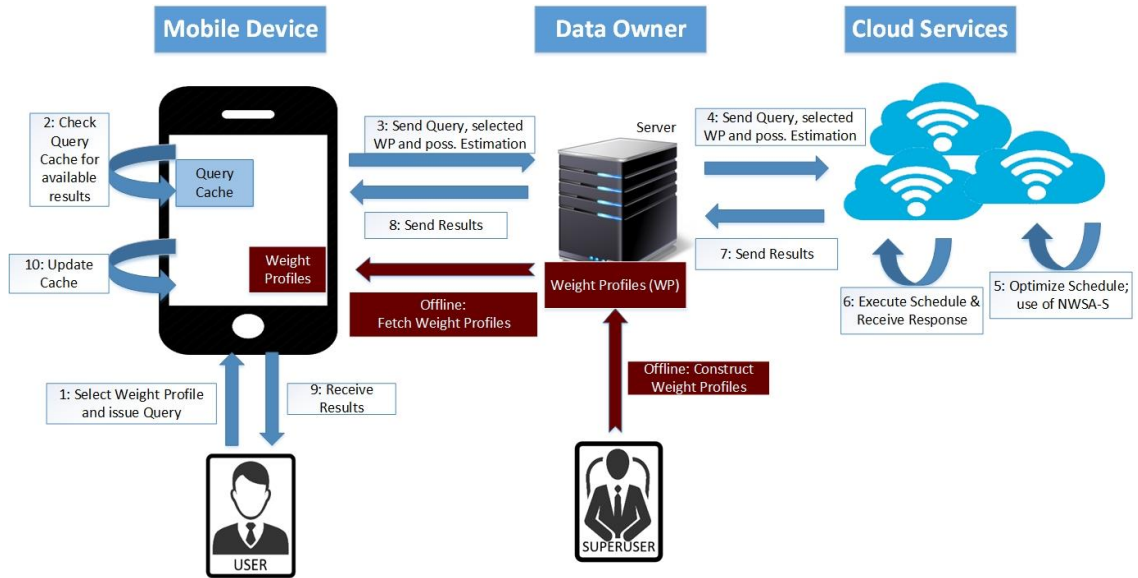 Mobile Device
Data Owner
Cloud Services
2: Check
Query
Cache for
available
results
Query
Cache
3: Send Query, selected
WP and poss. Estimation
Server
4: Send Query, selected
WP and poss. Estimation
8: Send Results
7: Send Results
10: Update
Cache
Weight
Profiles
Offline:
Fetch Weight Profiles
Weight Profiles (WP)
6: Execute Schedule &
Receive Response
5: Optimize Schedule;
use of NWSA-S
1: Select Weight Profile
and issue Query
9: Receive
Results
Offline: Construct
Weight Profiles
USER
SUPERUSER